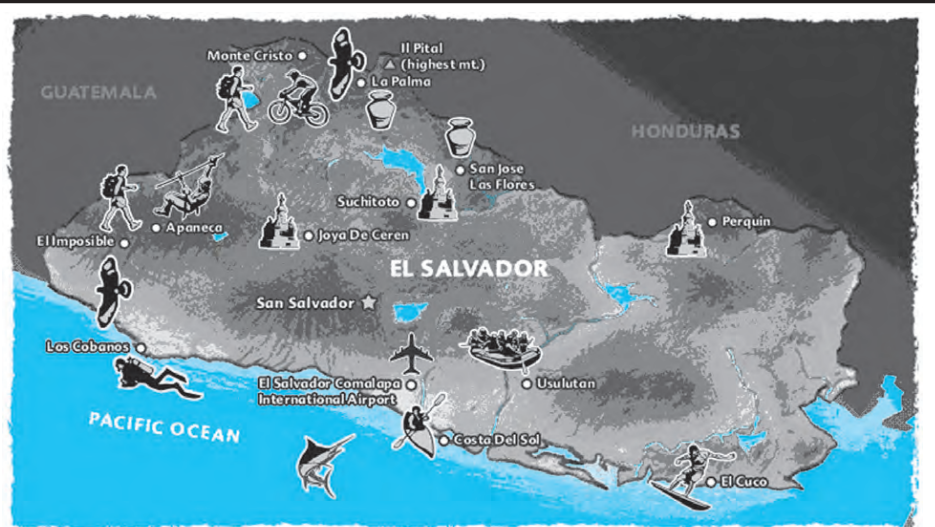 Monte Cristo
Il Pital
(highest mt.)
La Palma
GUATEMALA
HONDURAS
San Jose
Las Flores
Suchitoto
Perquin
Apaneca
Joya De Ceren
El Imposible
EL SALVADOR
San Salvador
Los Cobanos
El Salvador Comalapa
International Airport
Usulutan
PACIFIC OCEAN
Costa Del Sol
El Cuco